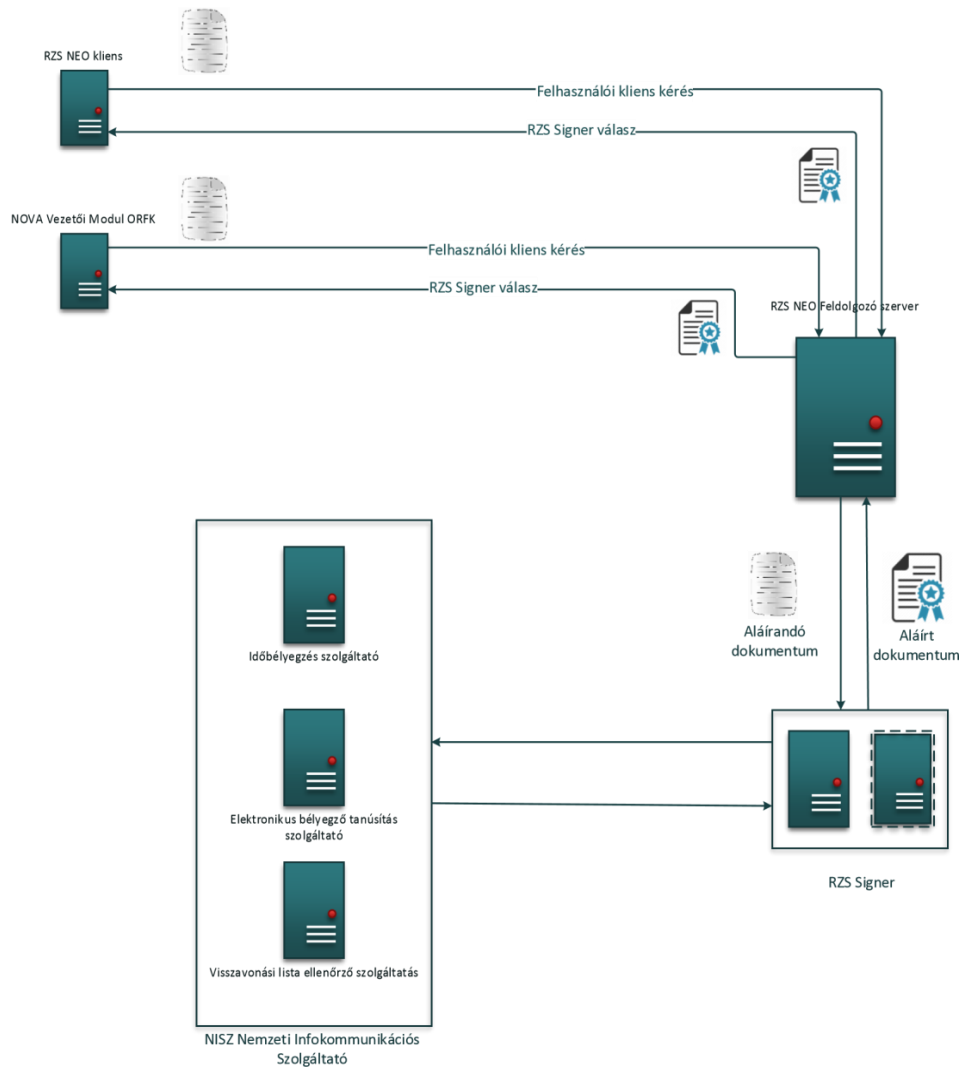 RZS NEO kliens
Felhasználói kliens kérés
RZS Signer válasz
NOVA Vezetői Modul ORFK
Felhasználói kliens kérés
RZS Signer válasz
RZS NEO Feldolgozó szerver
Aláírandó
dokumentum
Aláírt
dokumentum
Időbélyegzés szolgáltató
Elektronikus bélyegző tanúsítás
szolgáltató
RZS Signer
Visszavonási lista ellenőrző szolgáltatás
NISZ Nemzeti Infokommunikációs
Szolgáltató